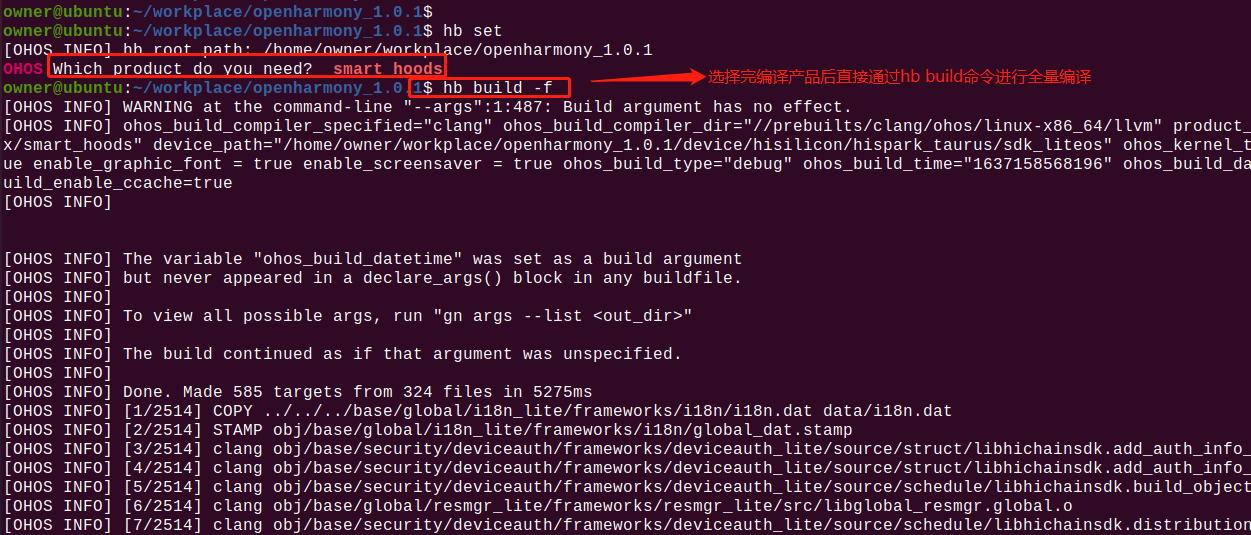 owner@ubuntu:~/workplace/openharmony_1.0.1$
owner@ubuntu:~/workplace/openharmony_1.0.1$ hb set
[OHOS INFO] hb root path: /home/owner/workplace/openharmony_1.0.1
OHOS Which product do you need?  smart_hoods
owner@ubuntu:~/workplace/openharmony_1.0.1$ hb build -f
选择完编译产品后直接通过hb build命令进行全量编译
[OHOS INFO] WARNING at the command-line "--args":1:487: Build argument has no effect.
[OHOS INFO] ohos_build_compiler_specified="clang" ohos_build_compiler_dir="//prebuilts/clang/ohos/linux-x86_64/llvm" product_
x/smart_hoods" device_path="/home/owner/workplace/openharmony_1.0.1/device/hisilicon/hispark_taurus/sdk_liteos" ohos_kernel_t
ue enable_graphic_font = true enable_screensaver = true ohos_build_type="debug" ohos_build_time="1637158568196" ohos_build_da
uild_enable_ccache=true
[OHOS INFO]
[OHOS INFO] The variable "ohos_build_datetime" was set as a build argument
[OHOS INFO] but never appeared in a declare_args() block in any buildfile.
[OHOS INFO]
[OHOS INFO] To view all possible args, run "gn args --list <out_dir>"
[OHOS INFO]
[OHOS INFO] The build continued as if that argument was unspecified.
[OHOS INFO]
[OHOS INFO] Done. Made 585 targets from 324 files in 5275ms
[OHOS INFO] [1/2514] COPY ../../../base/global/i18n_lite/frameworks/i18n/i18n.dat data/i18n.dat
[OHOS INFO] [2/2514] STAMP obj/base/global/i18n_lite/frameworks/i18n/global_dat.stamp
[OHOS INFO] [3/2514] clang obj/base/security/deviceauth/frameworks/deviceauth_lite/source/struct/libhichainsdk.add_auth_info_
[OHOS INFO] [4/2514] clang obj/base/security/deviceauth/frameworks/deviceauth_lite/source/struct/libhichainsdk.add_auth_info_
[OHOS INFO] [5/2514] clang obj/base/security/deviceauth/frameworks/deviceauth_lite/source/schedule/libhichainsdk.build_object
[OHOS INFO] [6/2514] clang obj/base/global/resmgr_lite/frameworks/resmgr_lite/src/libglobal_resmgr.global.o
[OHOS INFO] [7/2514] clang obj/base/security/deviceauth/frameworks/deviceauth_lite/source/schedule/libhichainsdk.distribution